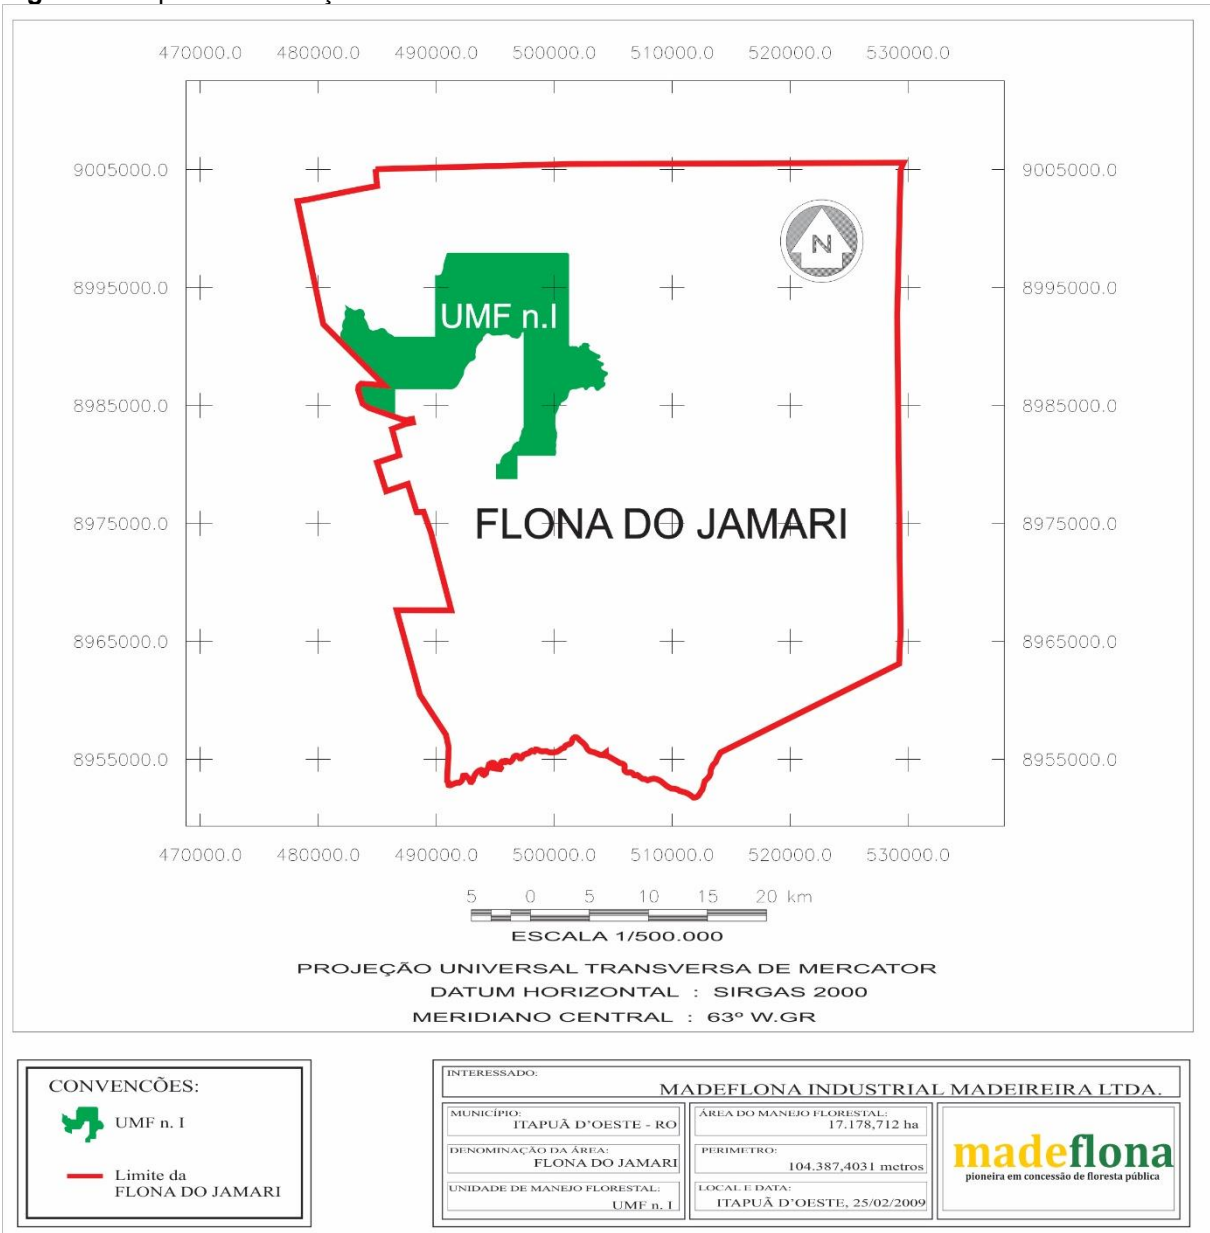 470000.0 480000.0 490000.0 500000.0 510000.0 520000.0 530000.0
9005000.0 9005000.0
N
8995000.0 8995000.0
UMF n.I
8985000.0 8985000.0
FLONA DO JAMARI
8975000.0 8975000.0
8965000.0 8965000.0
8955000.0 8955000.0
470000.0 480000.0 490000.0 500000.0 510000.0 520000.0 530000.0
5 0 5 10 15 20 km
ESCALA 1/500.000
PROJEÇÃO UNIVERSAL TRANSVERSA DE MERCATOR
DATUM HORIZONTAL : SIRGAS 2000
MERIDIANO CENTRAL : 63º W.GR
CONVENCÕES:
UMF n. I
Limite da
FLONA DO JAMARI
INTERESSADO:
MADEFLONA INDUSTRIAL MADEIREIRA LTDA.
MUNICÍPIO:
ITAPUÃ D'OESTE - RO
DENOMINAÇÃO DA ÁREA:
FLONA DO JAMARI
UNIDADE DE MANEJO FLORESTAL:
UMF n. I
ÁREA DO MANEJO FLORESTAL:
17.178,712 ha
PERIMETRO:
104.387,4031 metros
LOCAL E DATA:
ITAPUÃ D'OESTE, 25/02/2009
madeflona
pioneira em concessão de floresta pública